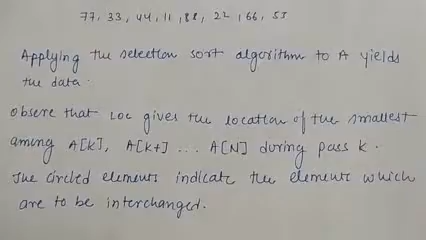 77, 33, 44, 11, 88, 22, 66, 55
Applying the selection sort algorithm to A yields
the data.
Obsere that LOC gives the location of the smallest
among A[k], A[k+] ... A[N] during pass k.
The circled elements indicate the elements which
are to be interchanged.